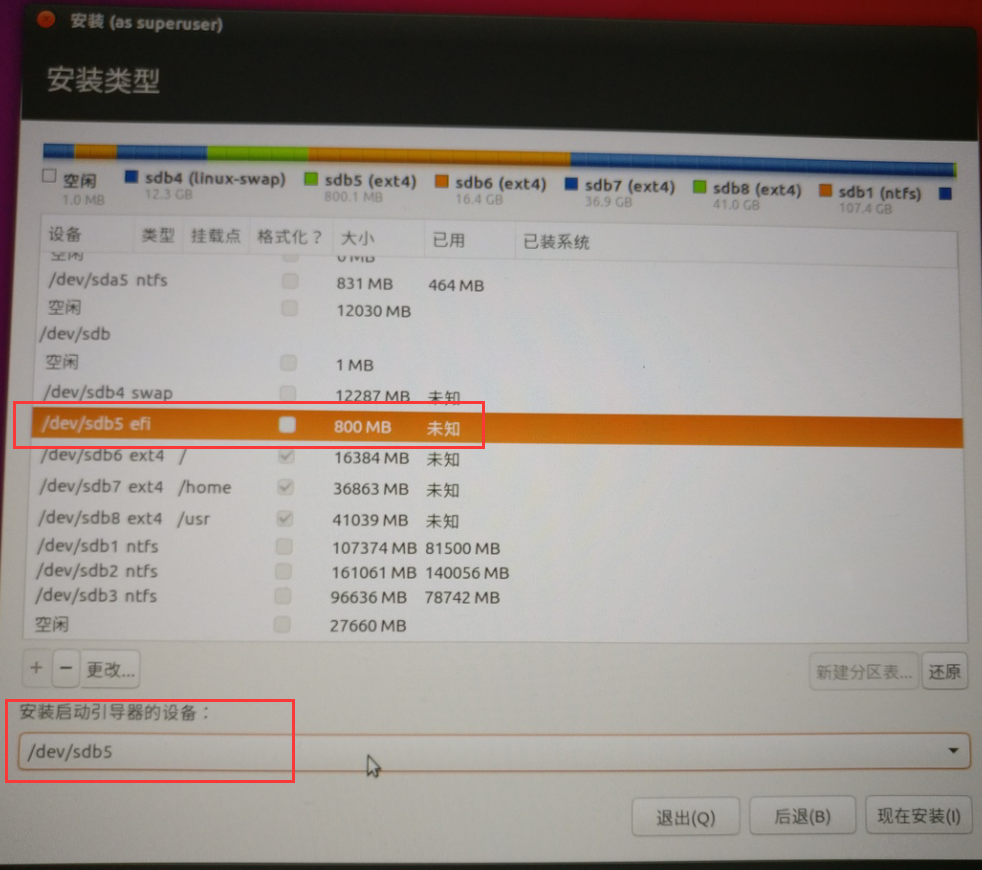 安装 (as superuser)
安装类型
空闲 sdb4 (linux-swap) sdb5 (ext4) sdb6 (ext4) sdb7 (ext4) sdb8 (ext4) sdb1 (ntfs)
1.0 MB 12.3 GB 800.1 MB 16.4 GB 36.9 GB 41.0 GB 107.4 GB
设备 类型 挂载点 格式化？ 大小 已用 已装系统
空闲 0 MB
/dev/sda5 ntfs 831 MB 464 MB
空闲 12030 MB
/dev/sdb
空闲 1 MB
/dev/sdb4 swap 12287 MB 未知
/dev/sdb5 efi 800 MB 未知
/dev/sdb6 ext4 / 16384 MB 未知
/dev/sdb7 ext4 /home 36863 MB 未知
/dev/sdb8 ext4 /usr 41039 MB 未知
/dev/sdb1 ntfs 107374 MB 81500 MB
/dev/sdb2 ntfs 161061 MB 140056 MB
/dev/sdb3 ntfs 96636 MB 78742 MB
空闲 27660 MB
+ − 更改... 新建分区表... 还原
安装启动引导器的设备：
/dev/sdb5
退出(Q) 后退(B) 现在安装(I)